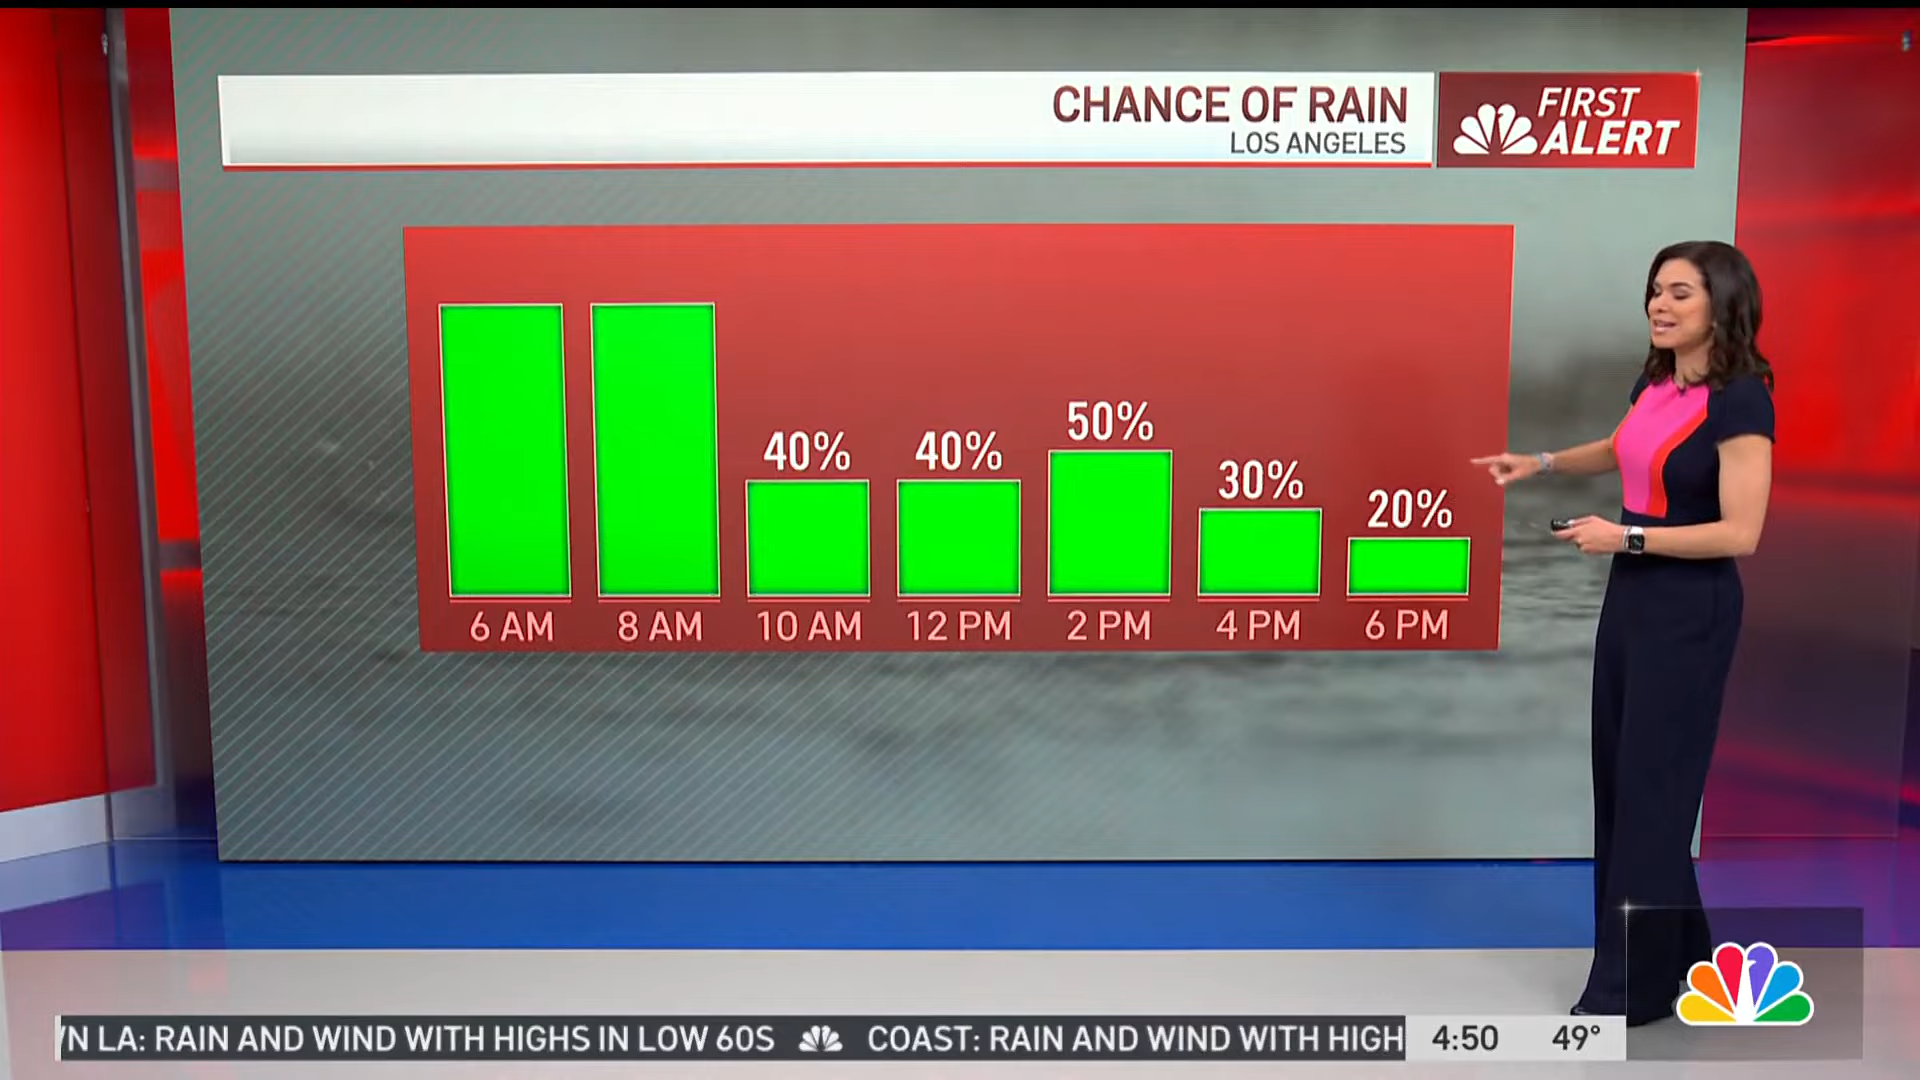 CHANCE OF RAIN
LOS ANGELES
FIRST
ALERT
40%
40%
50%
30%
20%
6 AM
8 AM
10 AM
12 PM
2 PM
4 PM
6 PM
N LA: RAIN AND WIND WITH HIGHS IN LOW 60S
COAST: RAIN AND WIND WITH HIGH
4:50
49°